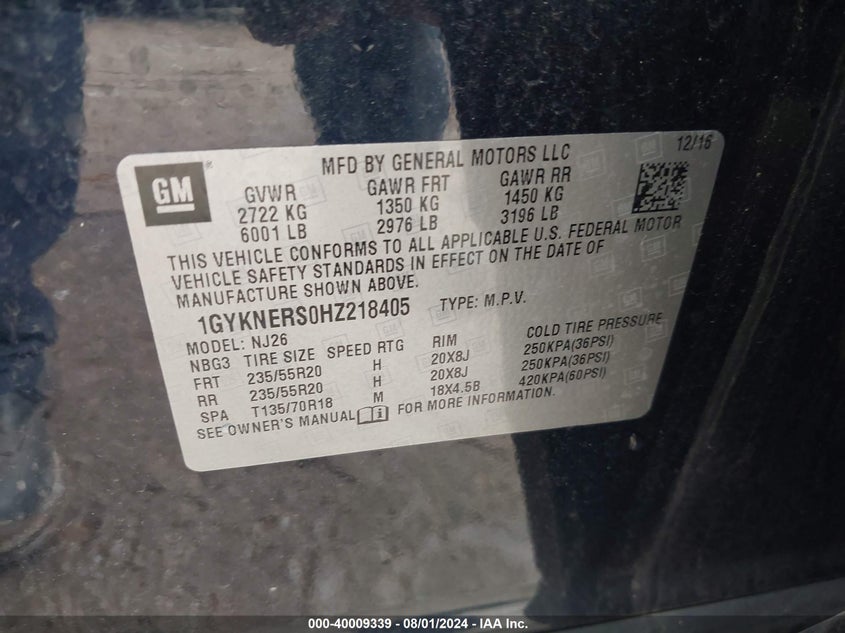 GM
®
MFD BY GENERAL MOTORS LLC
12/16
GVWR GAWR FRT GAWR RR
2722 KG 1350 KG 1450 KG
6001 LB 2976 LB 3196 LB
THIS VEHICLE CONFORMS TO ALL APPLICABLE U.S. FEDERAL MOTOR
VEHICLE SAFETY STANDARDS IN EFFECT ON THE DATE OF
MANUFACTURE SHOWN ABOVE.
1GYKNERS0HZ218405 TYPE: M.P.V.
MODEL: NJ26
NBG3 TIRE SIZE SPEED RTG RIM COLD TIRE PRESSURE
FRT 235/55R20 H 20X8J 250KPA(36PSI)
RR 235/55R20 H 20X8J 250KPA(36PSI)
SPA T135/70R18 M 18X4.5B 420KPA(60PSI)
SEE OWNER'S MANUAL FOR MORE INFORMATION.
000-40009339 - 08/01/2024 - IAA Inc.